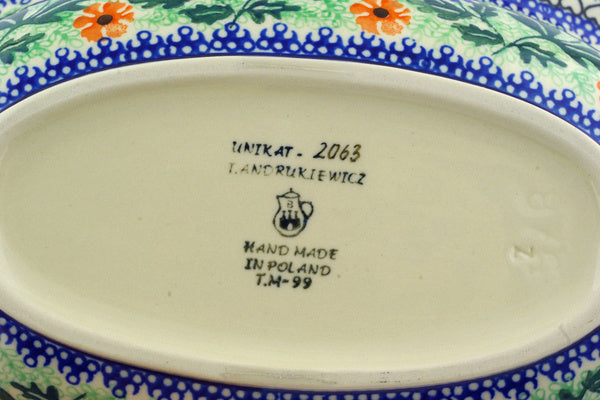 UNIKAT - 2063
I. ANDRUKIEWICZ
B
HAND MADE
IN POLAND
T.M-99
Z